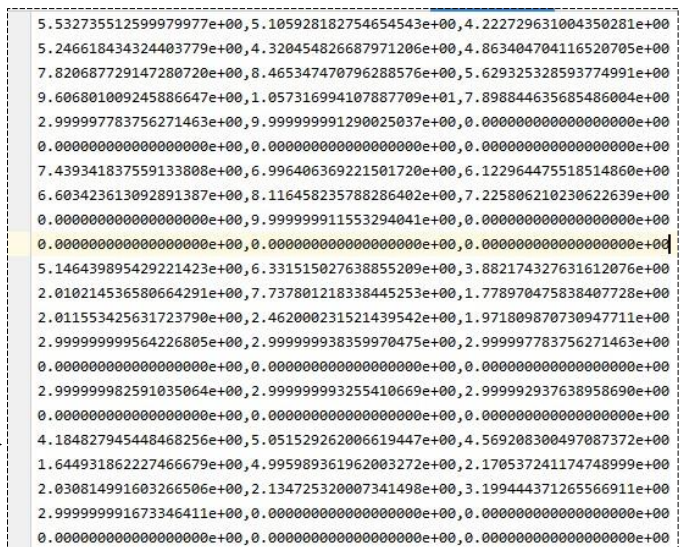 5.532735512599979977e+00,5.105928182754654543e+00,4.222729631004350281e+00
5.246618434324403779e+00,4.320454826687971206e+00,4.863404704116520705e+00
7.820687729147280720e+00,8.465347470796288576e+00,5.629325328593774991e+00
9.606801009245886647e+00,1.057316994107887709e+01,7.898844635685486004e+00
2.999997783756271463e+00,9.999999991290025037e+00,0.000000000000000000e+00
0.000000000000000000e+00,0.000000000000000000e+00,0.000000000000000000e+00
7.439341837559133808e+00,6.996406369221501720e+00,6.122964475518514860e+00
6.603423613092891387e+00,8.116458235788286402e+00,7.225806210230622639e+00
0.000000000000000000e+00,9.999999911553294041e+00,0.000000000000000000e+00
0.000000000000000000e+00,0.000000000000000000e+00,0.000000000000000000e+00
5.146439895429221423e+00,6.331515027638855209e+00,3.882174327631612076e+00
2.010214536580664291e+00,7.737801218338445253e+00,1.778970475838407728e+00
2.011553425631723790e+00,2.462000231521439542e+00,1.971809870730947711e+00
2.999999999564226805e+00,2.999999938359970475e+00,2.999997783756271463e+00
0.000000000000000000e+00,0.000000000000000000e+00,0.000000000000000000e+00
2.999999982591035064e+00,2.999999993255410669e+00,2.999992937638958690e+00
0.000000000000000000e+00,0.000000000000000000e+00,0.000000000000000000e+00
4.184827945448468256e+00,5.051529262006619447e+00,4.569208300497087372e+00
1.644931862227466679e+00,4.995989361962003272e+00,2.170537241174748999e+00
2.030814991603266506e+00,2.134725320007341498e+00,3.199444371265566911e+00
2.999999991673346411e+00,0.000000000000000000e+00,0.000000000000000000e+00
0.000000000000000000e+00,0.000000000000000000e+00,0.000000000000000000e+00